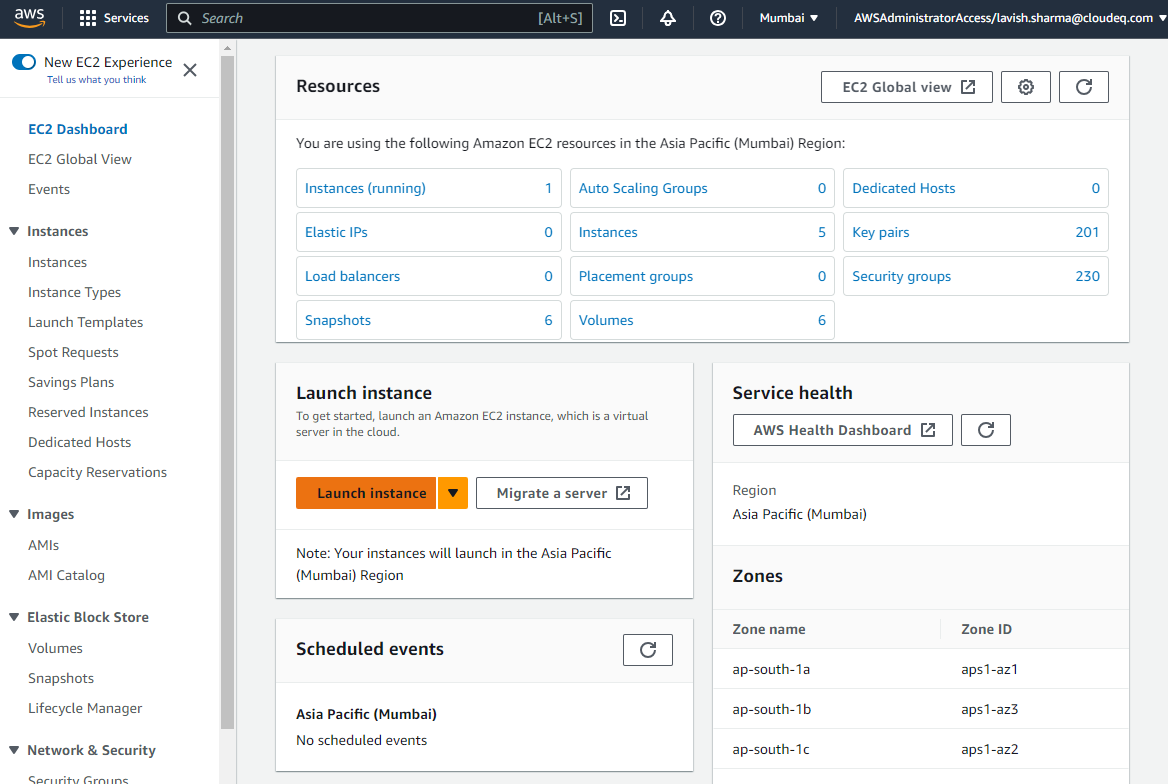 aws
Services
Search
[Alt+S]
Mumbai
AWSAdministratorAccess/lavish.sharma@cloudeq.com
New EC2 Experience
Tell us what you think
EC2 Dashboard
EC2 Global View
Events
Instances
Instances
Instance Types
Launch Templates
Spot Requests
Savings Plans
Reserved Instances
Dedicated Hosts
Capacity Reservations
Images
AMIs
AMI Catalog
Elastic Block Store
Volumes
Snapshots
Lifecycle Manager
Network & Security
Security Groups
Resources
EC2 Global view
You are using the following Amazon EC2 resources in the Asia Pacific (Mumbai) Region:
Instances (running) 1
Auto Scaling Groups 0
Dedicated Hosts 0
Elastic IPs 0
Instances 5
Key pairs 201
Load balancers 0
Placement groups 0
Security groups 230
Snapshots 6
Volumes 6
Launch instance
To get started, launch an Amazon EC2 instance, which is a virtual
server in the cloud.
Launch instance
Migrate a server
Note: Your instances will launch in the Asia Pacific
(Mumbai) Region
Scheduled events
Asia Pacific (Mumbai)
No scheduled events
Service health
AWS Health Dashboard
Region
Asia Pacific (Mumbai)
Zones
Zone name Zone ID
ap-south-1a aps1-az1
ap-south-1b aps1-az3
ap-south-1c aps1-az2